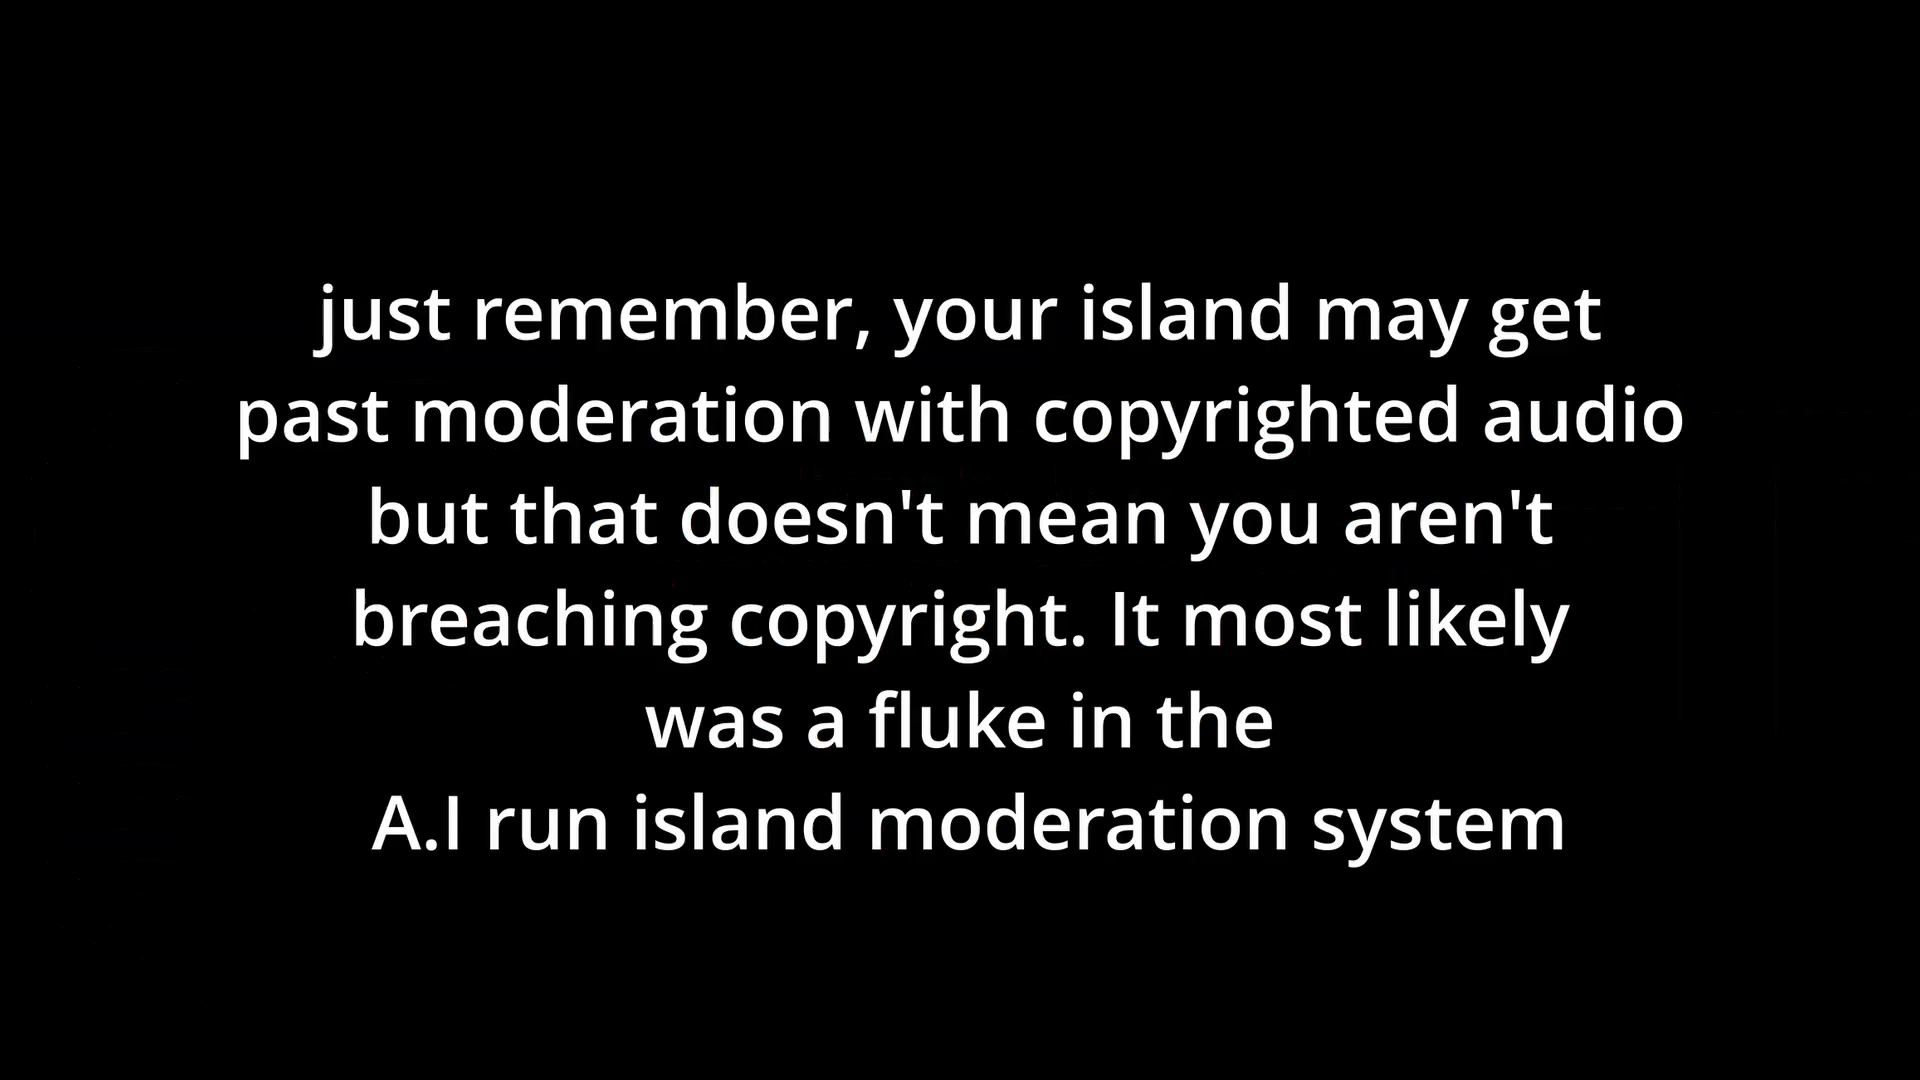 just remember, your island may get
past moderation with copyrighted audio
but that doesn't mean you aren't
breaching copyright. It most likely
was a fluke in the
A.I run island moderation system